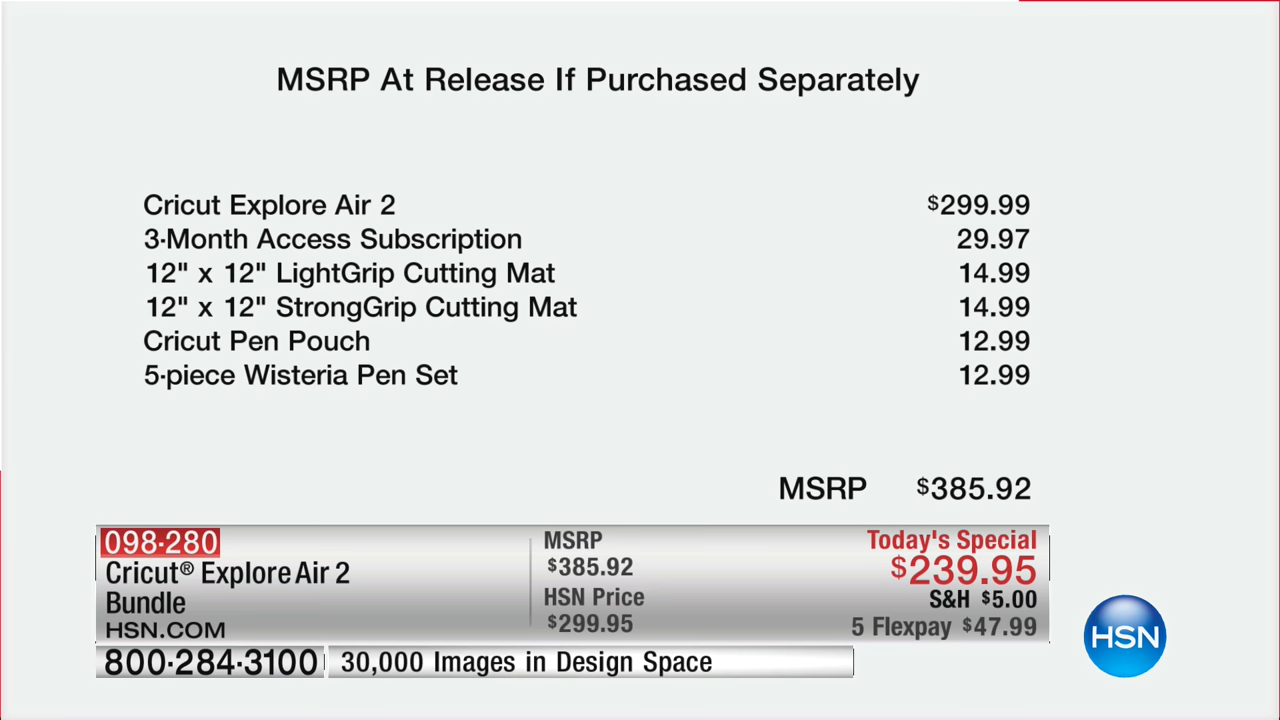 MSRP At Release If Purchased Separately
Cricut Explore Air 2 $299.99
3-Month Access Subscription 29.97
12" x 12" LightGrip Cutting Mat 14.99
12" x 12" StrongGrip Cutting Mat 14.99
Cricut Pen Pouch 12.99
5-piece Wisteria Pen Set 12.99
MSRP $385.92
098-280
Cricut® Explore Air 2
Bundle
HSN.COM
MSRP
$385.92
HSN Price
$299.95
Today's Special
$239.95
S&H $5.00
5 Flexpay $47.99
800-284-3100
30,000 Images in Design Space
HSN